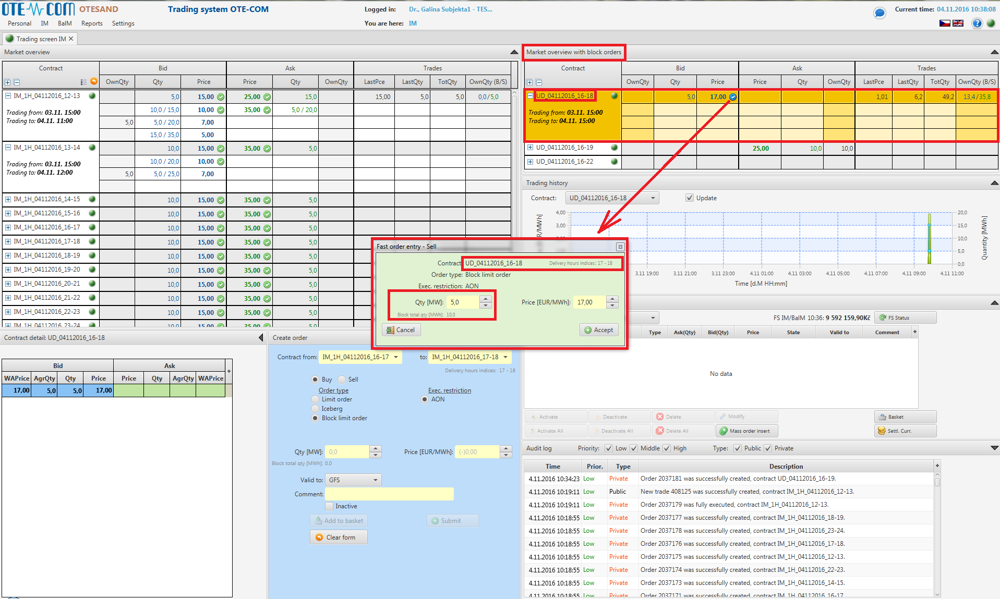 OTE COM OTESAND
Trading system OTE-COM
Logged in: Dr., Galina Subjekta1 - TES...
You are here: IM
Current time: 04.11.2016 10:38:08
Personal IM BalM Reports Settings
Trading screen IM
Market overview
Contract Bid Ask Trades
OwnQty Qty Price Price Qty OwnQty LastPce LastQty TotQty OwnQty (B/S)
IM_1H_04112016_12-13 5,0 15,00 25,00 15,0 15,00 5,0 5,0 0,0/5,0
10,0 / 15,0 10,00 35,00 5,0 / 20,0
Trading from: 03.11. 15:00
Trading to: 04.11. 11:00
5,0 5,0 / 20,0 7,00
15,0 / 35,0 5,00
IM_1H_04112016_13-14 10,0 15,00 35,00 5,0
10,0 / 20,0 10,00
Trading from: 03.11. 15:00
Trading to: 04.11. 12:00
5,0 5,0 / 25,0 7,00
IM_1H_04112016_14-15 10,0 15,00 35,00 5,0
IM_1H_04112016_15-16 10,0 15,00 35,00 5,0
IM_1H_04112016_16-17 10,0 15,00 35,00 5,0
IM_1H_04112016_17-18 10,0 15,00 35,00 5,0
IM_1H_04112016_18-19 10,0 15,00 35,00 5,0
IM_1H_04112016_19-20 10,0 15,00 35,00 5,0
IM_1H_04112016_20-21 10,0 15,00 35,00 5,0
IM_1H_04112016_21-22 10,0 15,00 35,00 5,0
IM_1H_04112016_22-23 10,0 15,00 35,00 5,0
IM_1H_04112016_23-24 10,0 15,00 35,00 5,0
Market overview with block orders
Contract Bid Ask Trades
OwnQty Qty Price Price Qty OwnQty LastPce LastQty TotQty OwnQty (B/S)
UD_04112016_16-18 5,0 17,00 1,01 6,2 49,2 13,4/35,8
Trading from: 03.11. 15:00
Trading to: 04.11. 15:00
UD_04112016_16-19 25,00 10,0 10,0
UD_04112016_16-22
Trading history
Contract: UD_04112016_16-18 Update
4,00
3,00
R/MWh]
20,0
15,0
10,0
5,0
0,0
Quantity [MWh]
3.11 19:00 3.11 21:00 3.11 23:00 4.11 01:00 4.11 03:00 4.11 05:00 4.11 07:00 4.11 09:00 4.11 11:00
Time [d.M HH:mm]
Fast order entry - Sell
Contract: UD_04112016_16-18 Delivery hours indices:: 17 - 18
Order type: Block limit order
Exec. restriction: AON
Qty [MW]: 5,0 Price [EUR/MWh]: 17,00
Block total qty [MWh]: 10,0
Cancel Accept
FS IM/BalM 10:36: 9 592 159,90Kč FS Status
Type Ask(Qty) Bid(Qty) Price State Valid to Comment +
No data
Activate Deactivate Delete Modify Basket
Activate All Deactivate All Delete All Mass order insert Settl. Curr.
Contract detail: UD_04112016_16-18
Bid Ask +
WAPrice AgrQty Qty Price Price Qty AgrQty WAPrice
17,00 5,0 5,0 17,00
Create order
Contract from: IM_1H_04112016_16-17 to: IM_1H_04112016_17-18
Delivery hours indices: 17 - 18
Buy Sell
Order type Exec. restriction
Limit order AON
Iceberg
Block limit order
Qty [MW]: 0,0 Price [EUR/MWh]: (-)0,00
Block total qty [MWh]: 0,0
Valid to: GFS
Comment:
Inactive
Add to basket Submit
Clear form
Audit log Priority: Low Middle High Type: Public Private
Time Prior. Type Description +
4.11.2016 10:34:23 Low Private Order 2037181 was successfully created, contract UD_04112016_16-19.
4.11.2016 10:19:11 Low Public New trade 408125 was successfully created, contract IM_1H_04112016_12-13.
4.11.2016 10:19:11 Low Private Order 2037179 was fully executed, contract IM_1H_04112016_12-13.
4.11.2016 10:18:55 Low Private Order 2037177 was successfully created, contract IM_1H_04112016_18-19.
4.11.2016 10:18:55 Low Private Order 2037178 was successfully created, contract IM_1H_04112016_23-24.
4.11.2016 10:18:55 Low Private Order 2037176 was successfully created, contract IM_1H_04112016_17-18.
4.11.2016 10:18:55 Low Private Order 2037175 was successfully created, contract IM_1H_04112016_12-13.
4.11.2016 10:18:55 Low Private Order 2037174 was successfully created, contract IM_1H_04112016_22-23.
4.11.2016 10:18:55 Low Private Order 2037173 was successfully created, contract IM_1H_04112016_14-15.
4.11.2016 10:18:55 Low Private Order 2037171 was successfully created, contract IM_1H_04112016_16-17